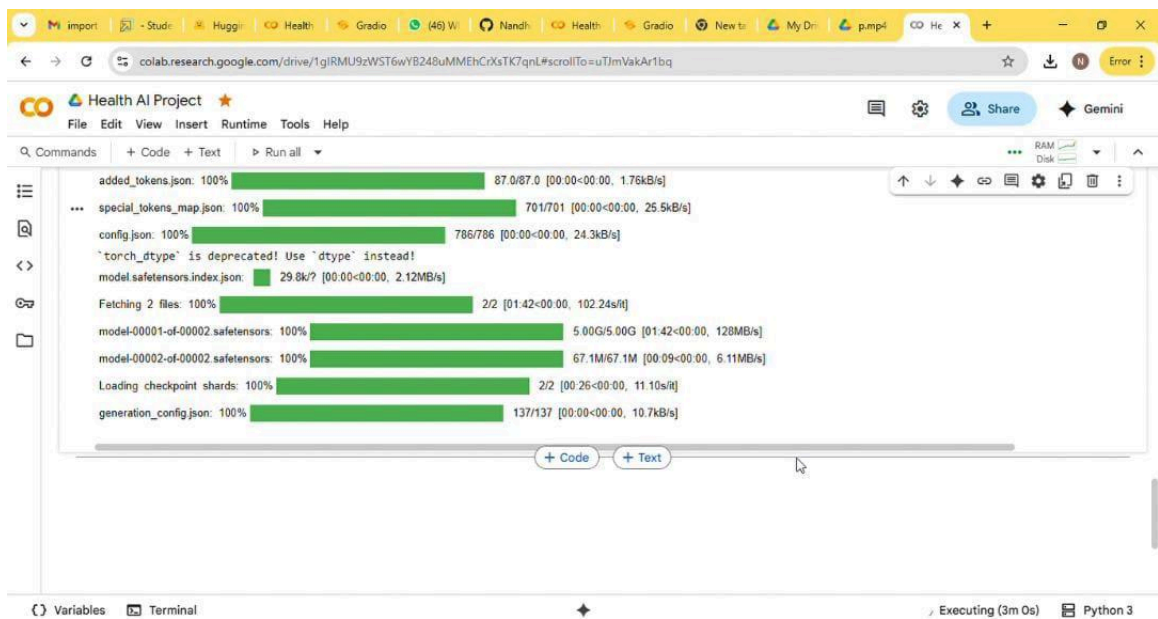 import - Stude Huggi Health Gradio (46) W Nandh Health Gradio New ta My Dri p.mp4 He
colab.research.google.com/drive/1glRMU9zWST6wYB248uMMEhCrXsTK7qnL#scrollTo=uTJmVakAr1bq N Error
CO Health AI Project Share Gemini
File Edit View Insert Runtime Tools Help
Commands + Code + Text Run all RAM
Disk
added_tokens.json: 100% 87.0/87.0 [00:00<00:00, 1.76kB/s]
special_tokens_map.json: 100% 701/701 [00:00<00:00, 25.5kB/s]
config.json: 100% 786/786 [00:00<00:00, 24.3kB/s]
`torch_dtype` is deprecated! Use `dtype` instead!
model.safetensors.index.json: 29.8k/? [00:00<00:00, 2.12MB/s]
Fetching 2 files: 100% 2/2 [01:42<00:00, 102.24s/it]
model-00001-of-00002.safetensors: 100% 5.00G/5.00G [01:42<00:00, 128MB/s]
model-00002-of-00002.safetensors: 100% 67.1M/67.1M [00:09<00:00, 6.11MB/s]
Loading checkpoint shards: 100% 2/2 [00:26<00:00, 11.10s/it]
generation_config.json: 100% 137/137 [00:00<00:00, 10.7kB/s]
+ Code + Text
Variables Terminal Executing (3m 0s) Python 3